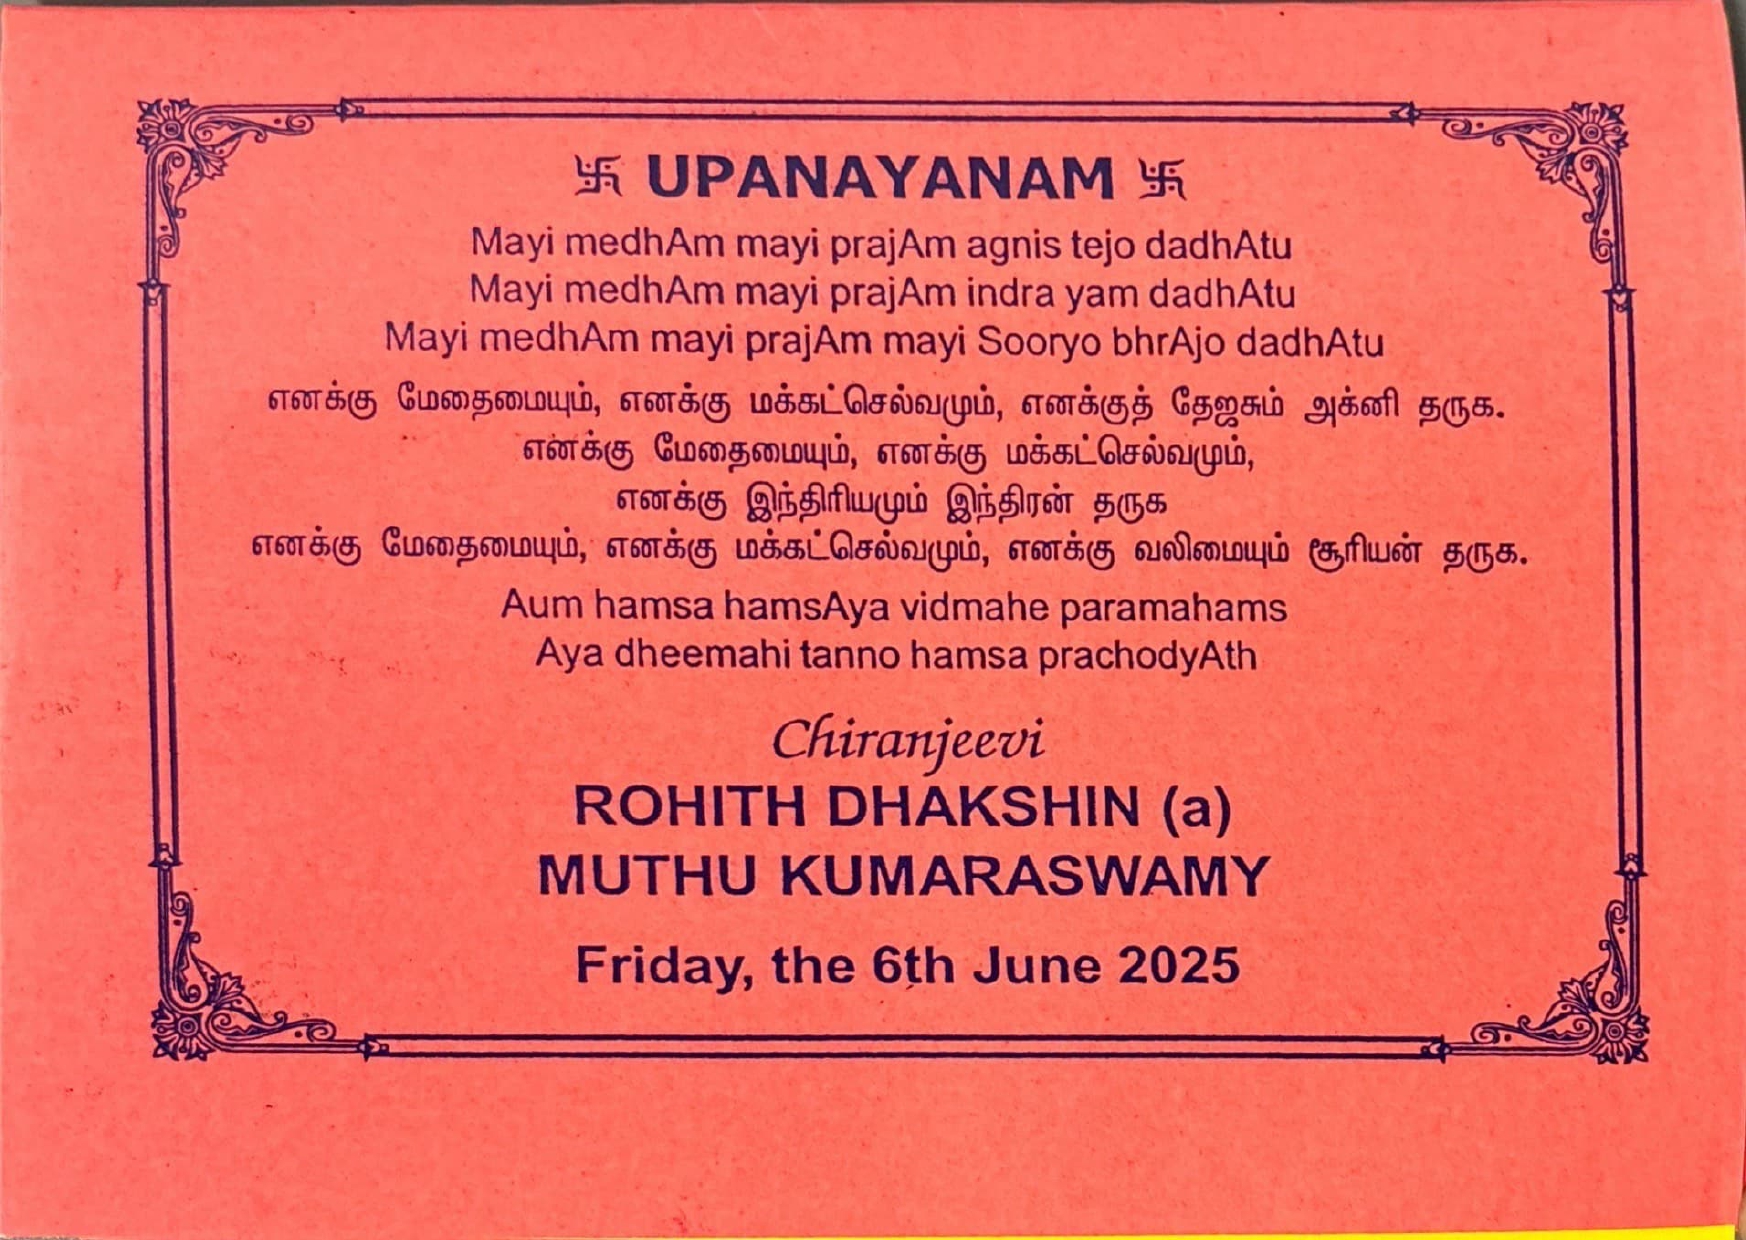 卐 UPANAYANAM 卐
Mayi medhAm mayi prajAm agnis tejo dadhAtu
Mayi medhAm mayi prajAm indra yam dadhAtu
Mayi medhAm mayi prajAm mayi Sooryo bhrAjo dadhAtu
எனக்கு மேதைமையும், எனக்கு மக்கட்செல்வமும், எனக்குத் தேஜசும் அக்னி தருக.
எனக்கு மேதைமையும், எனக்கு மக்கட்செல்வமும்,
எனக்கு இந்திரியமும் இந்திரன் தருக
எனக்கு மேதைமையும், எனக்கு மக்கட்செல்வமும், எனக்கு வலிமையும் சூரியன் தருக.
Aum hamsa hamsAya vidmahe paramahams
Aya dheemahi tanno hamsa prachodyAth
Chiranjeevi
ROHITH DHAKSHIN (a)
MUTHU KUMARASWAMY
Friday, the 6th June 2025